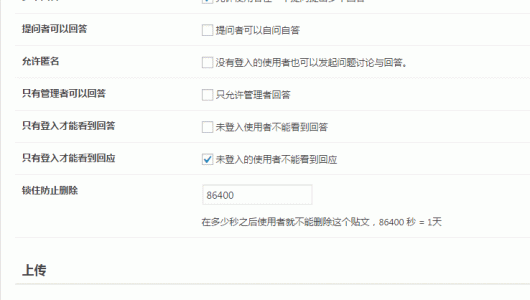 提问者可以回答
提问者可以自问自答
允许匿名
没有登入的使用者也可以发起问题讨论与回答。
只有管理者可以回答
只允许管理者回答
只有登入才能看到回答
未登入使用者不能看到回答
只有登入才能看到回应
未登入的使用者不能看到回应
锁住防止删除
86400
在多少秒之后使用者就不能删除这个贴文，86400 秒 = 1天
上传